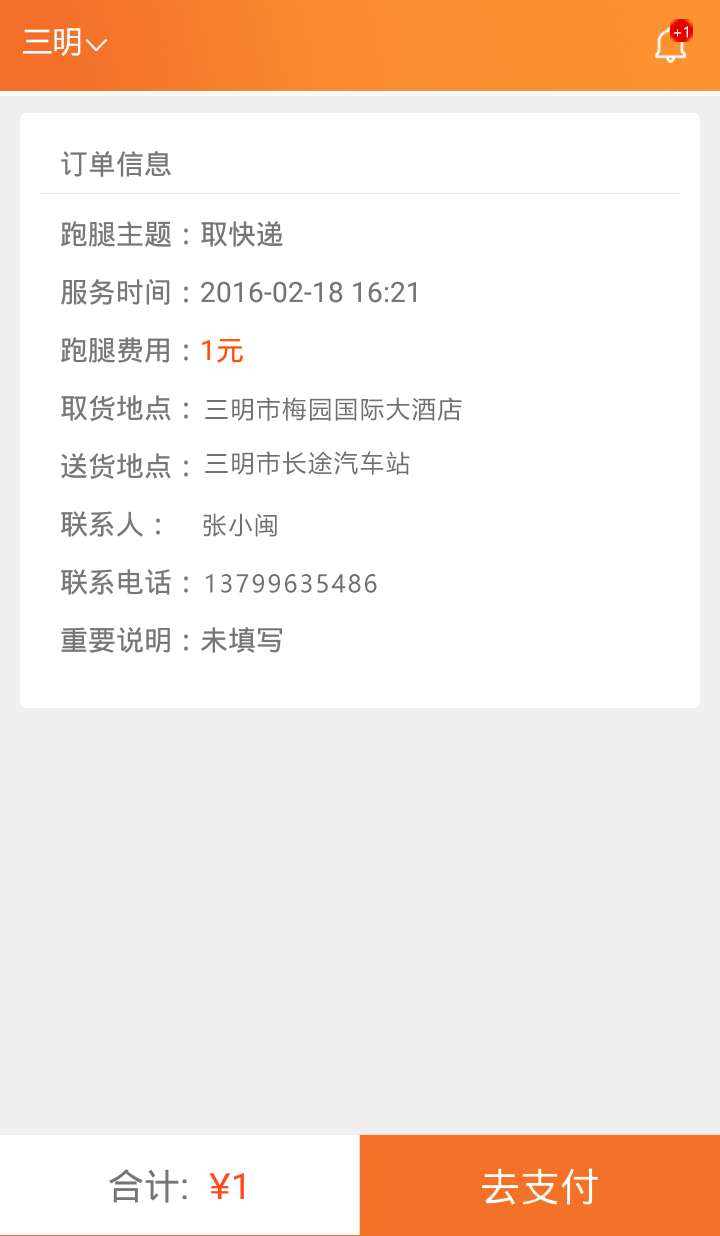 三明
+1
订单信息
跑腿主题：取快递
服务时间：2016-02-18 16:21
跑腿费用：1元
取货地点：三明市梅园国际大酒店
送货地点：三明市长途汽车站
联系人：张小闽
联系电话：13799635486
重要说明：未填写
合计: ¥1
去支付